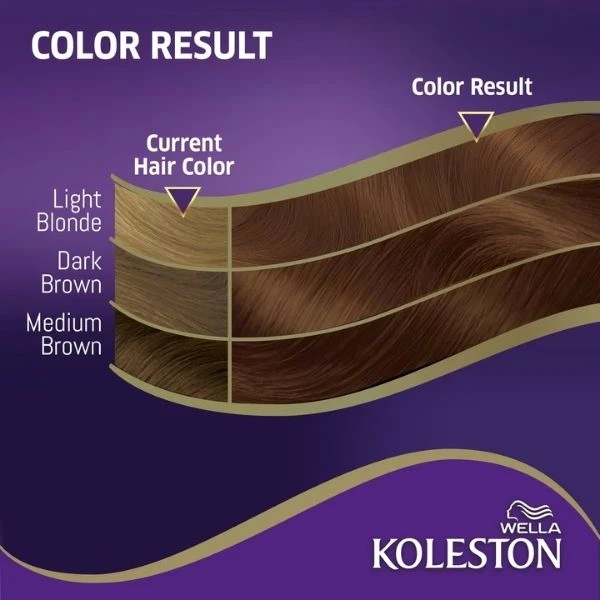 COLOR RESULT
Color Result
Current
Hair Color
Light
Blonde
Dark
Brown
Medium
Brown
WELLA
KOLESTON